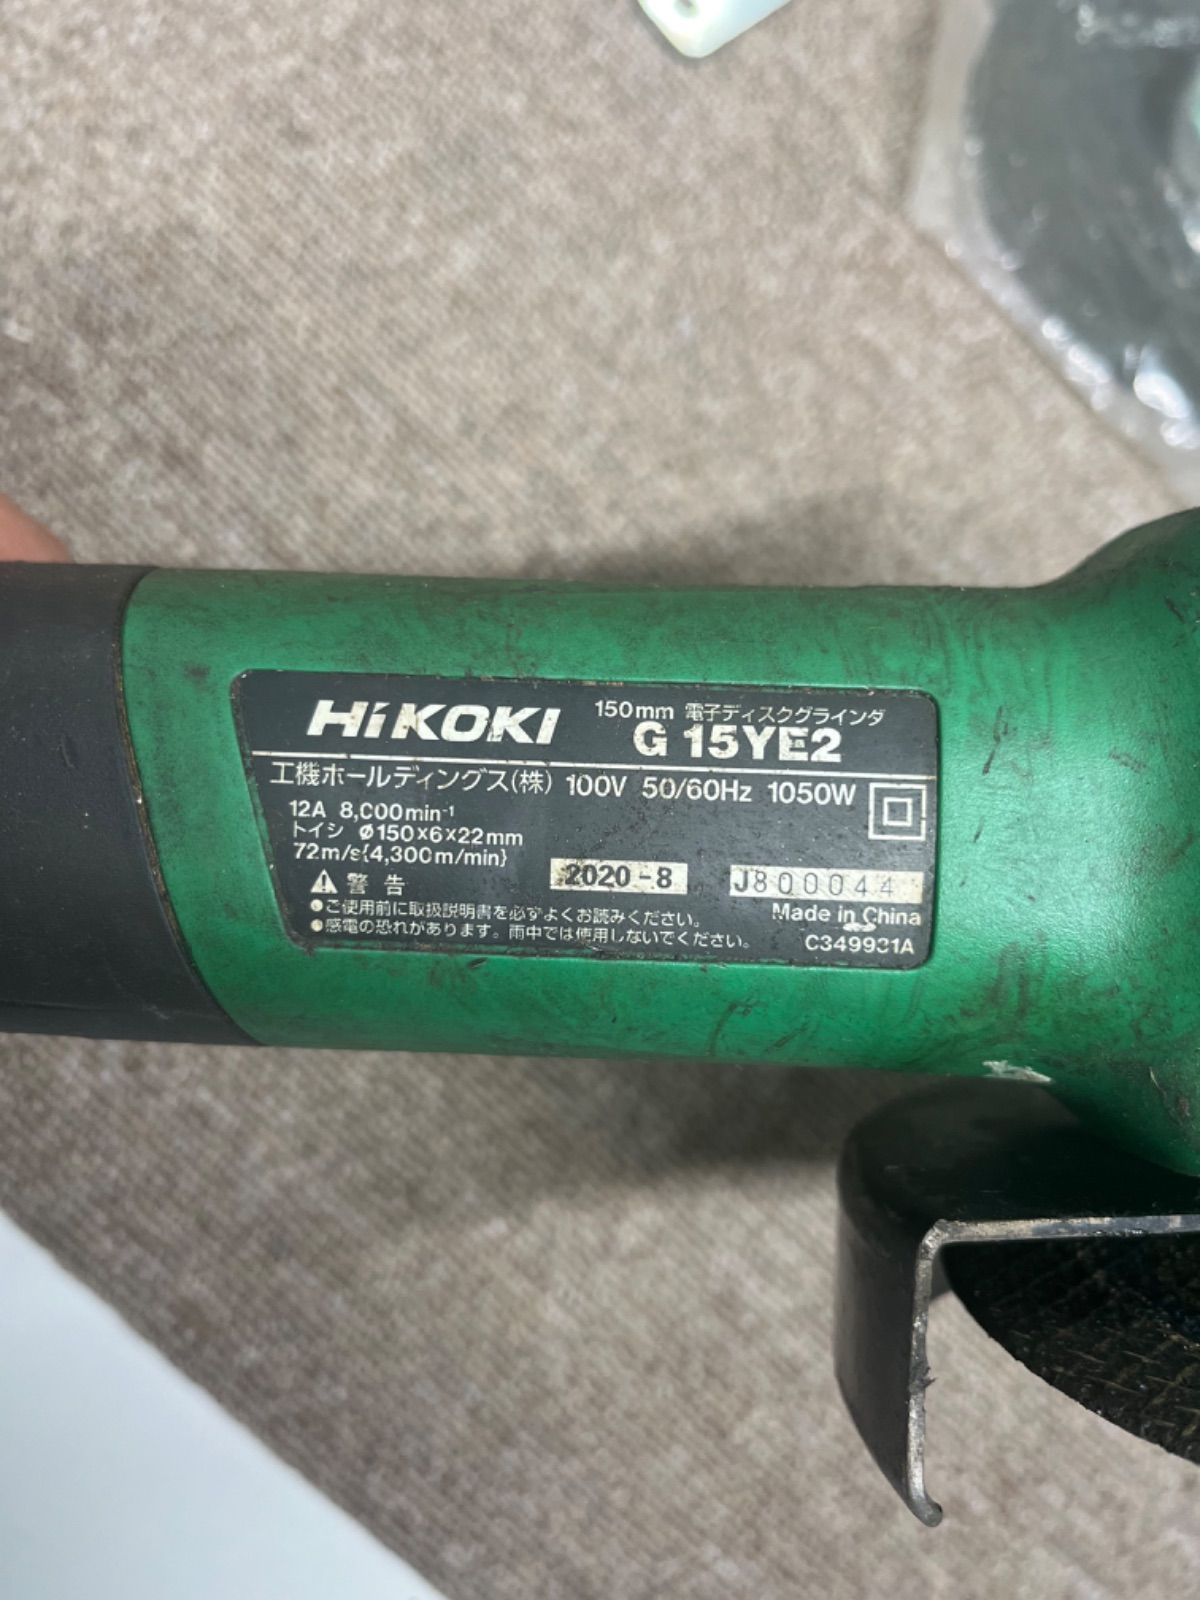 HiKOKI
150mm 電子ディスクグラインダ
G 15YE2
工機ホールディングス(株) 100V 50/60Hz 1050W
12A 8,000min-1
トイシ φ150×6×22mm
72m/s{4,300m/min}
2020-8 J800044
警告
●ご使用前に取扱説明書を必ずよくお読みください。
Made in China
●感電の恐れがあります。雨中では使用しないでください。
C349931A